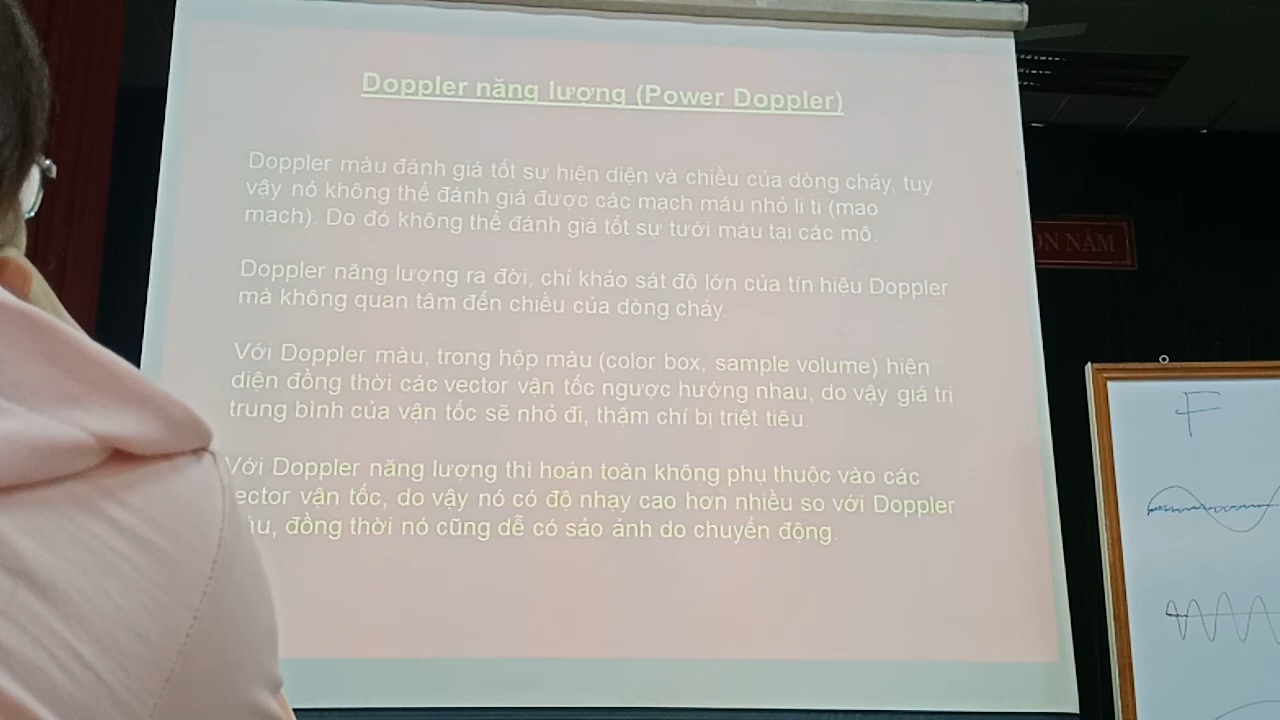 Doppler năng lượng (Power Doppler)
Doppler màu đánh giá tốt sự hiện diện và chiều của dòng chảy, tuy
vậy nó không thể đánh giá được các mạch máu nhỏ li ti (mao
mạch). Do đó không thể đánh giá tốt sự tưới máu tại các mô.
Doppler năng lượng ra đời, chỉ khảo sát độ lớn của tín hiệu Doppler
mà không quan tâm đến chiều của dòng chảy.
Với Doppler màu, trong hộp màu (color box, sample volume) hiện
diện đồng thời các vector vận tốc ngược hướng nhau, do vậy giá trị
trung bình của vận tốc sẽ nhỏ đi, thậm chí bị triệt tiêu.
Với Doppler năng lượng thì hoàn toàn không phụ thuộc vào các
ector vận tốc, do vậy nó có độ nhạy cao hơn nhiều so với Doppler
àu, đồng thời nó cũng dễ có sảo ảnh do chuyển động.
ÔN NĂM
F